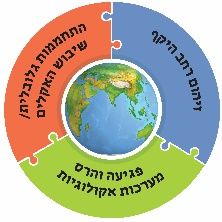 התחממות גלובלית/
שיבוש האקלים
זיהום רחב היקף
פגיעה והרס
מערכות אקולוגיות